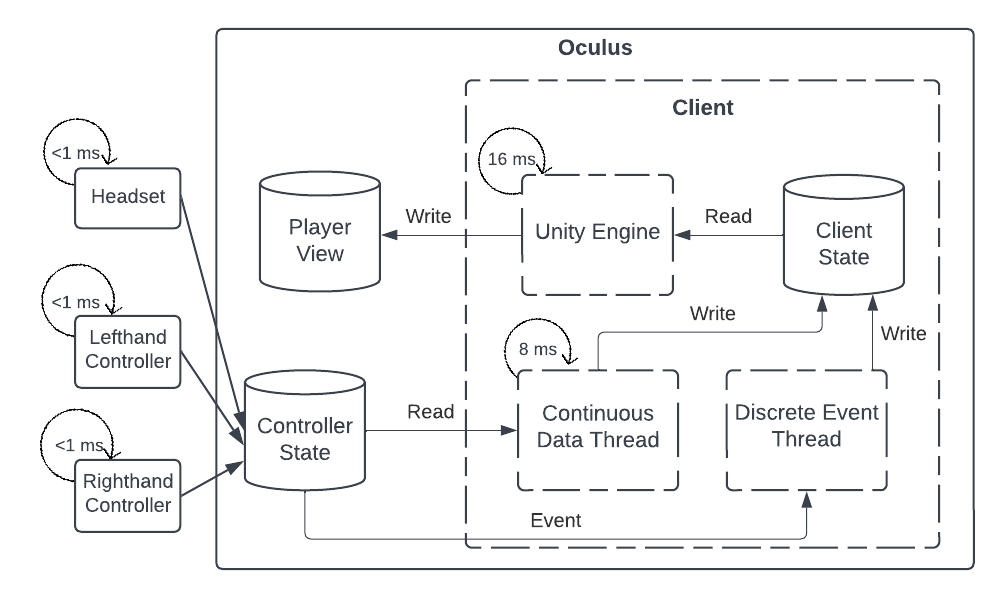 Oculus
Client
<1 ms
Headset
<1 ms
Lefthand
Controller
<1 ms
Righthand
Controller
Player
View
Write
16 ms
Unity Engine
Read
Client
State
Write
Write
8 ms
Controller
State
Read
Continuous
Data Thread
Discrete Event
Thread
Event